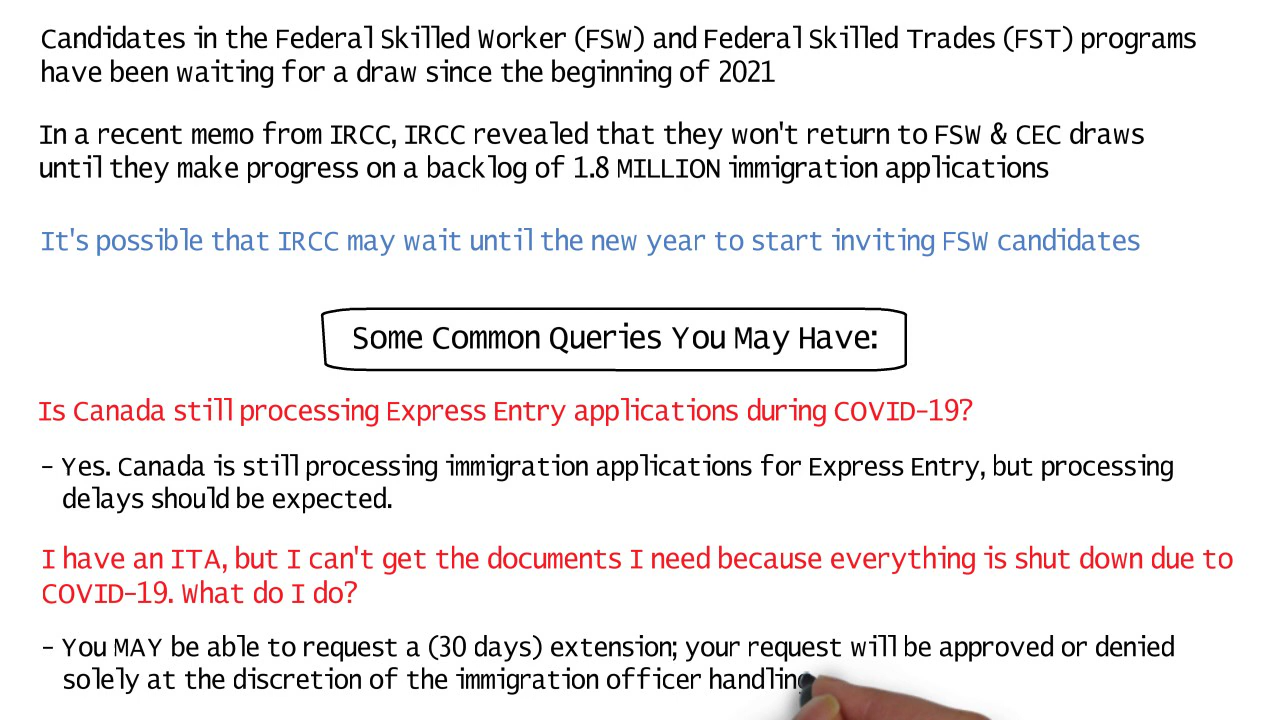 Candidates in the Federal Skilled Worker (FSW) and Federal Skilled Trades (FST) programs
have been waiting for a draw since the beginning of 2021
In a recent memo from IRCC, IRCC revealed that they won't return to FSW & CEC draws
until they make progress on a backlog of 1.8 MILLION immigration applications
It's possible that IRCC may wait until the new year to start inviting FSW candidates
Some Common Queries You May Have:
Is Canada still processing Express Entry applications during COVID-19?
- Yes. Canada is still processing immigration applications for Express Entry, but processing
delays should be expected.
I have an ITA, but I can't get the documents I need because everything is shut down due to
COVID-19. What do I do?
- You MAY be able to request a (30 days) extension; your request will be approved or denied
solely at the discretion of the immigration officer handling